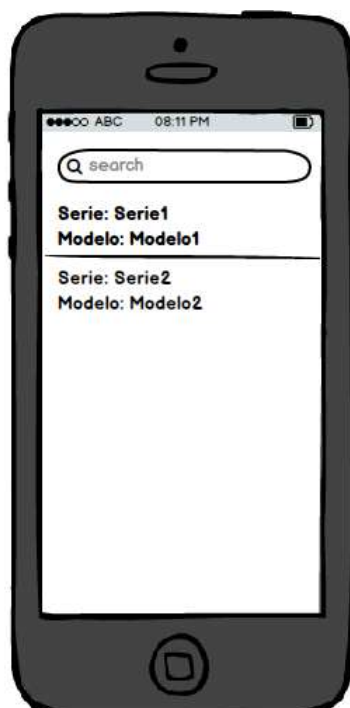 ABC 08:11 PM
search
Serie: Serie1
Modelo: Modelo1
Serie: Serie2
Modelo: Modelo2